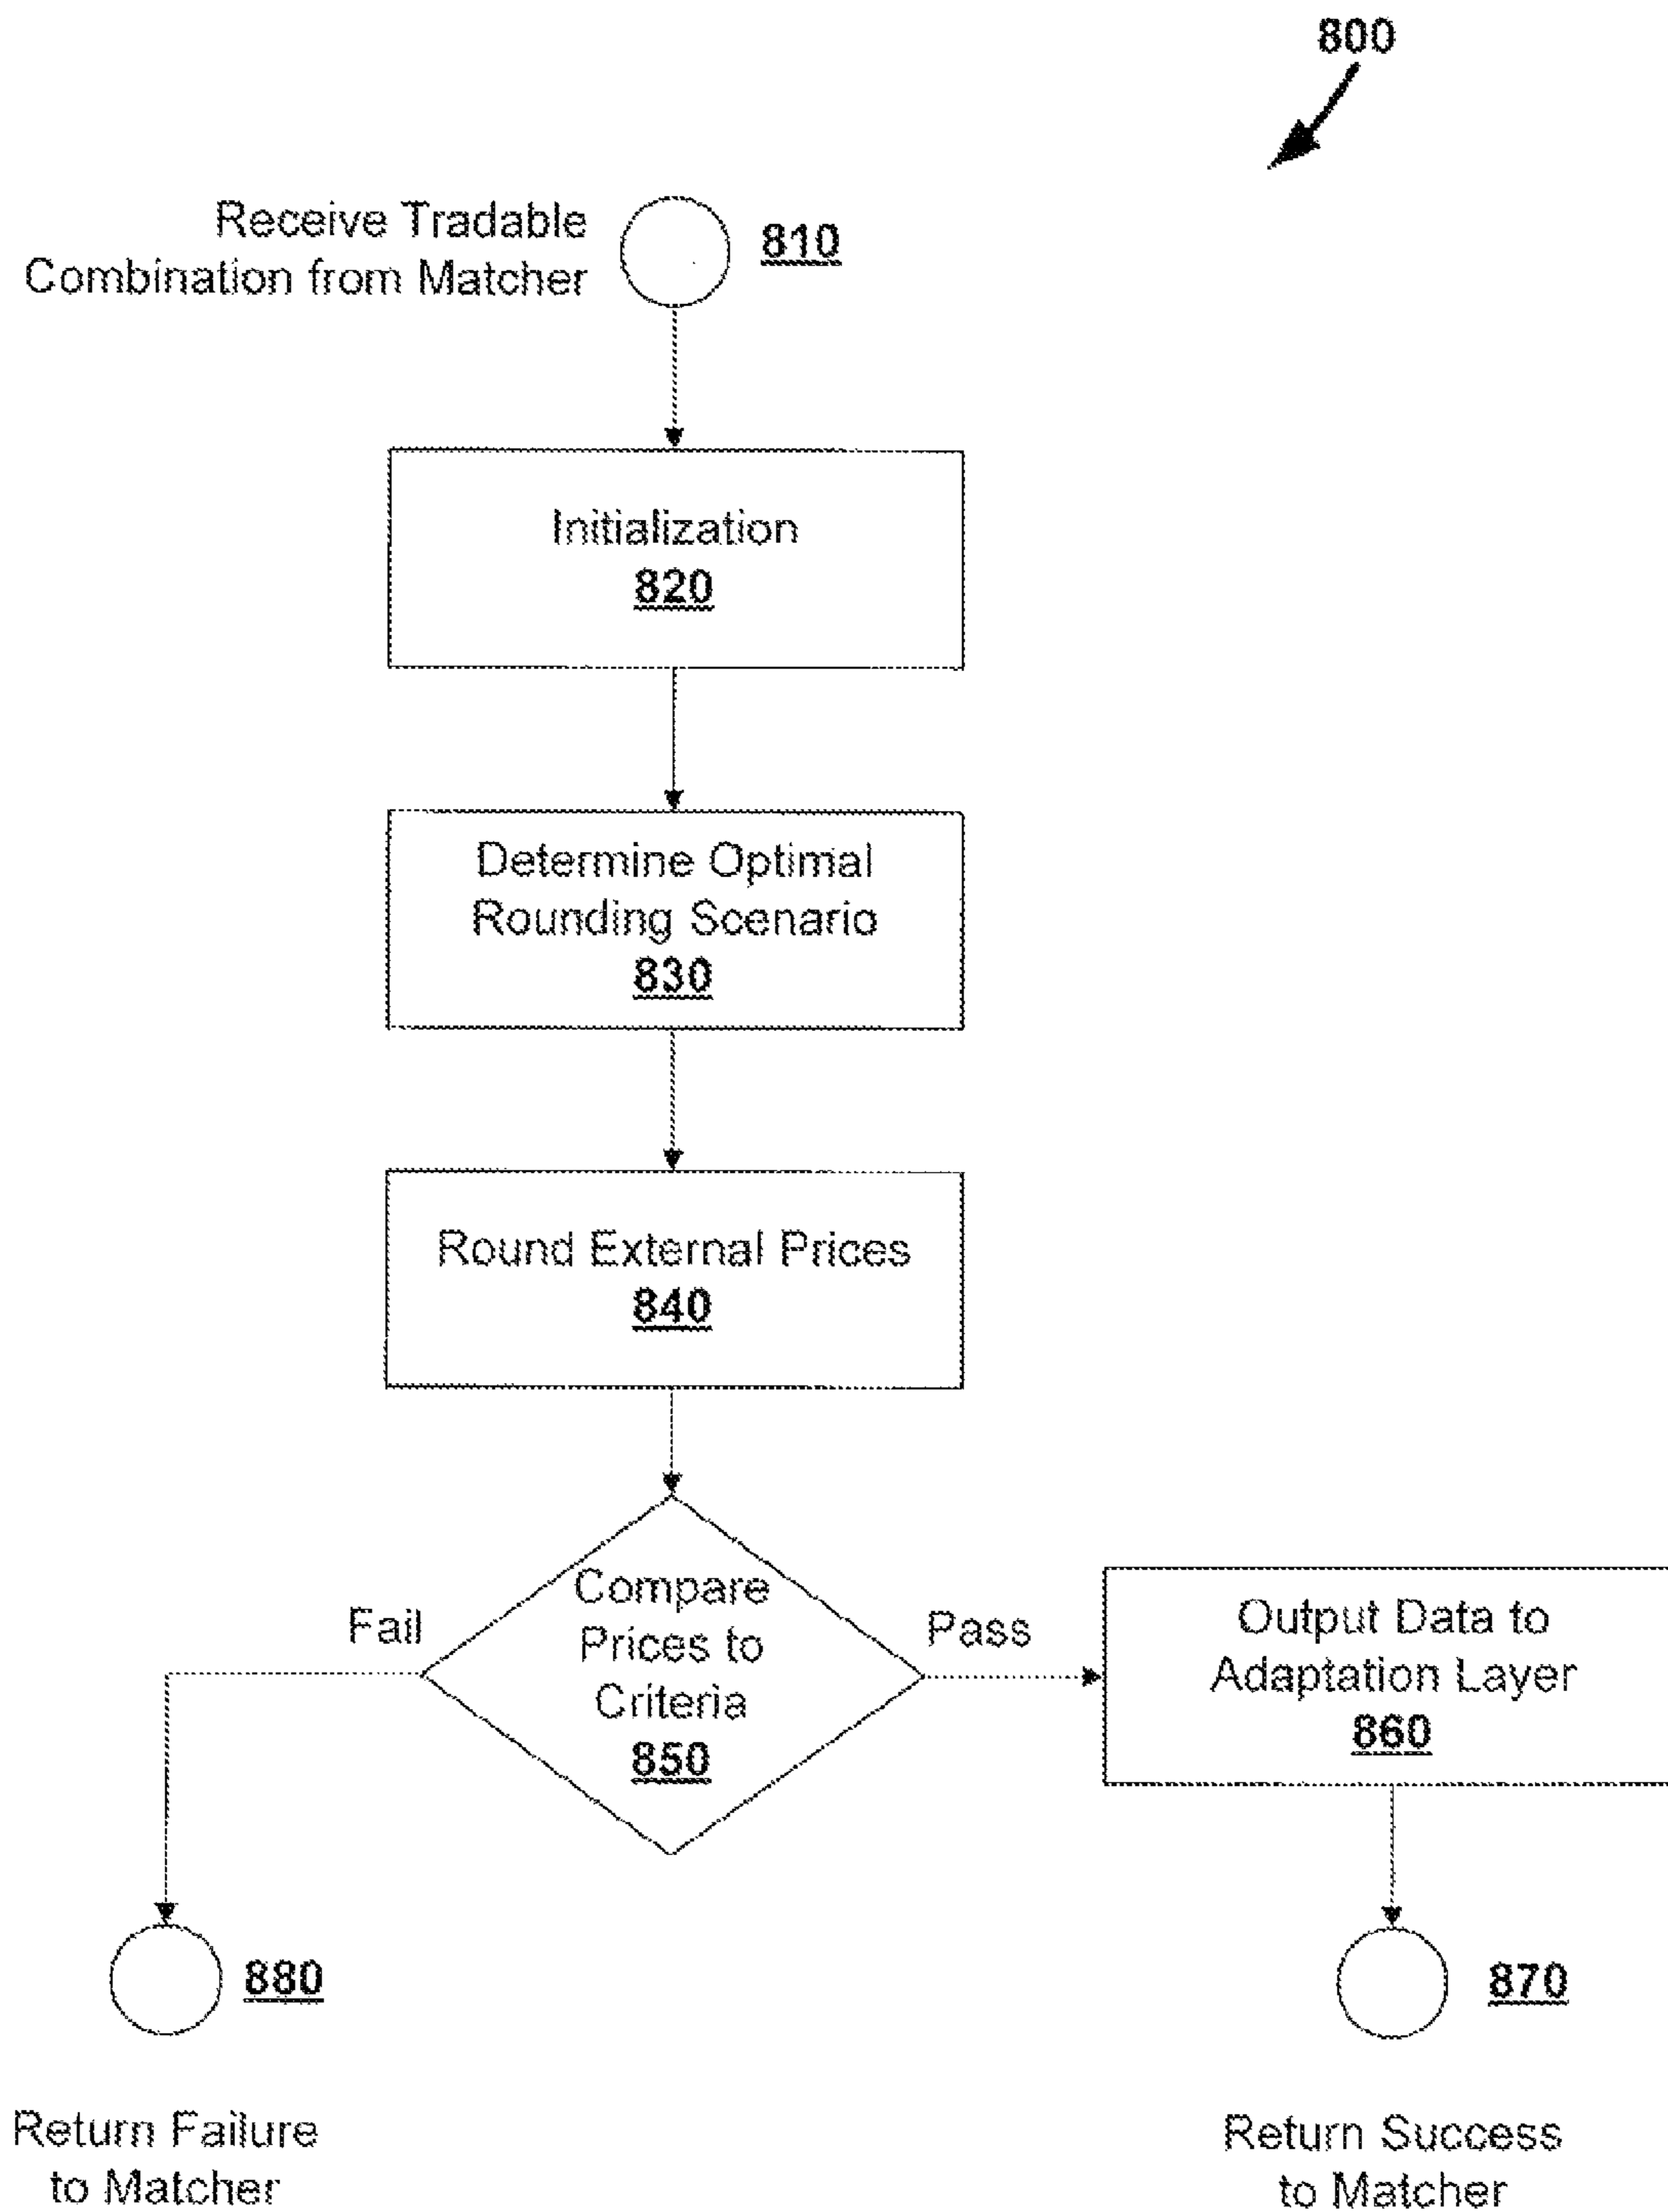 800
Receive Tradable
Combination from Matcher
810
Initialization
820
Determine Optimal
Rounding Scenario
830
Round External Prices
840
Compare
Prices to
Criteria
850
Fail
Pass
Output Data to
Adaptation Layer
860
880
870
Return Failure
to Matcher
Return Success
to Matcher